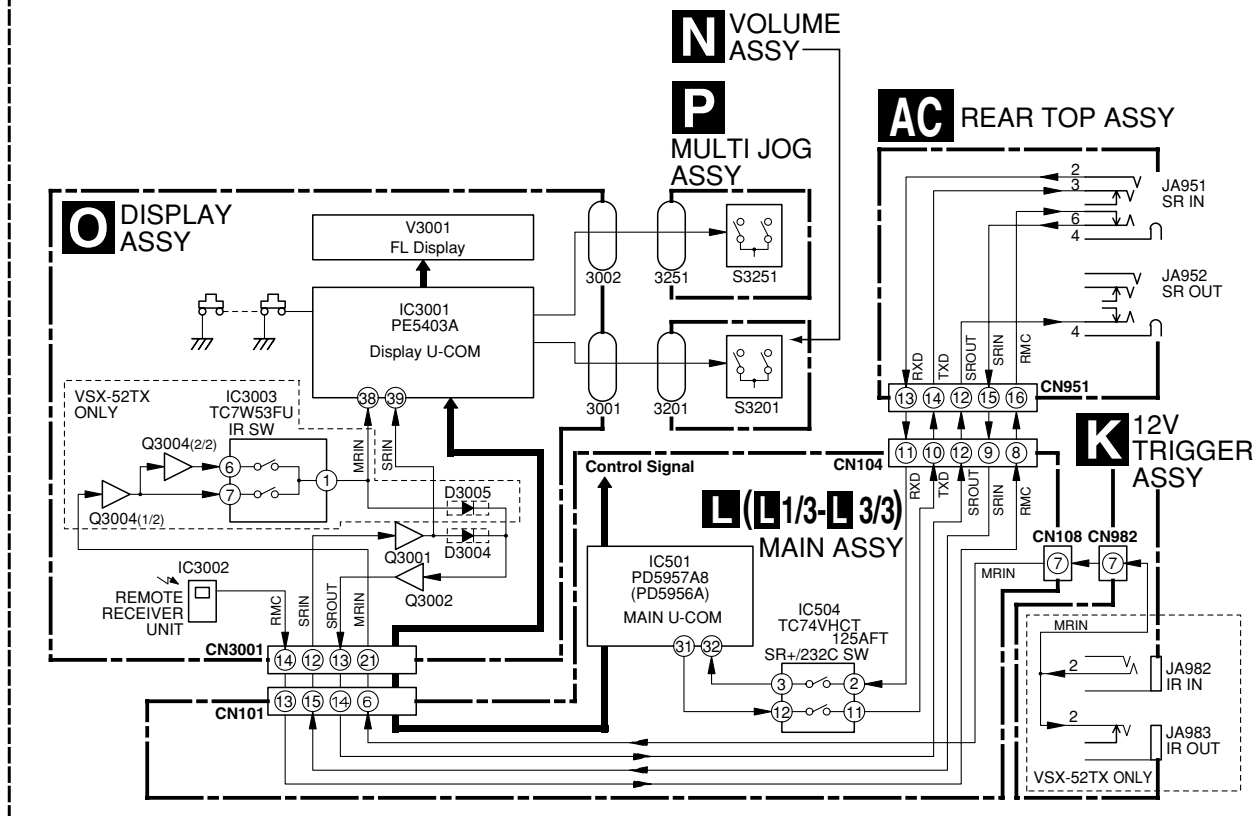 N VOLUME
ASSY
P
MULTI JOG
ASSY
AC REAR TOP ASSY
2
3
6
4
JA951
SR IN
JA952
SR OUT
4
RXD
TXD
SROUT
SRIN
RMC
CN951
13 14 12 15 16
CN104
11 10 12 9 8
RXD
TXD
SROUT
SRIN
RMC
K 12V
TRIGGER
ASSY
O DISPLAY
ASSY
V3001
FL Display
IC3001
PE5403A
Display U-COM
38 39
3002
3251
S3251
3001
3201
S3201
VSX-52TX
ONLY
IC3003
TC7W53FU
IR SW
Q3004(2/2)
6
7
1
Q3004(1/2)
MRIN
SRIN
D3005
D3004
Q3001
Q3002
IC3002
REMOTE
RECEIVER
UNIT
RMC
SRIN
SROUT
MRIN
CN3001
14 12 13 21
CN101
13 15 14 6
Control Signal
L (L 1/3-L 3/3)
MAIN ASSY
IC501
PD5957A8
(PD5956A)
MAIN U-COM
31 32
IC504
TC74VHCT
125AFT
SR+/232C SW
3 2
12 11
CN108 CN982
7 7
MRIN
MRIN
2
JA982
IR IN
2
JA983
IR OUT
VSX-52TX ONLY